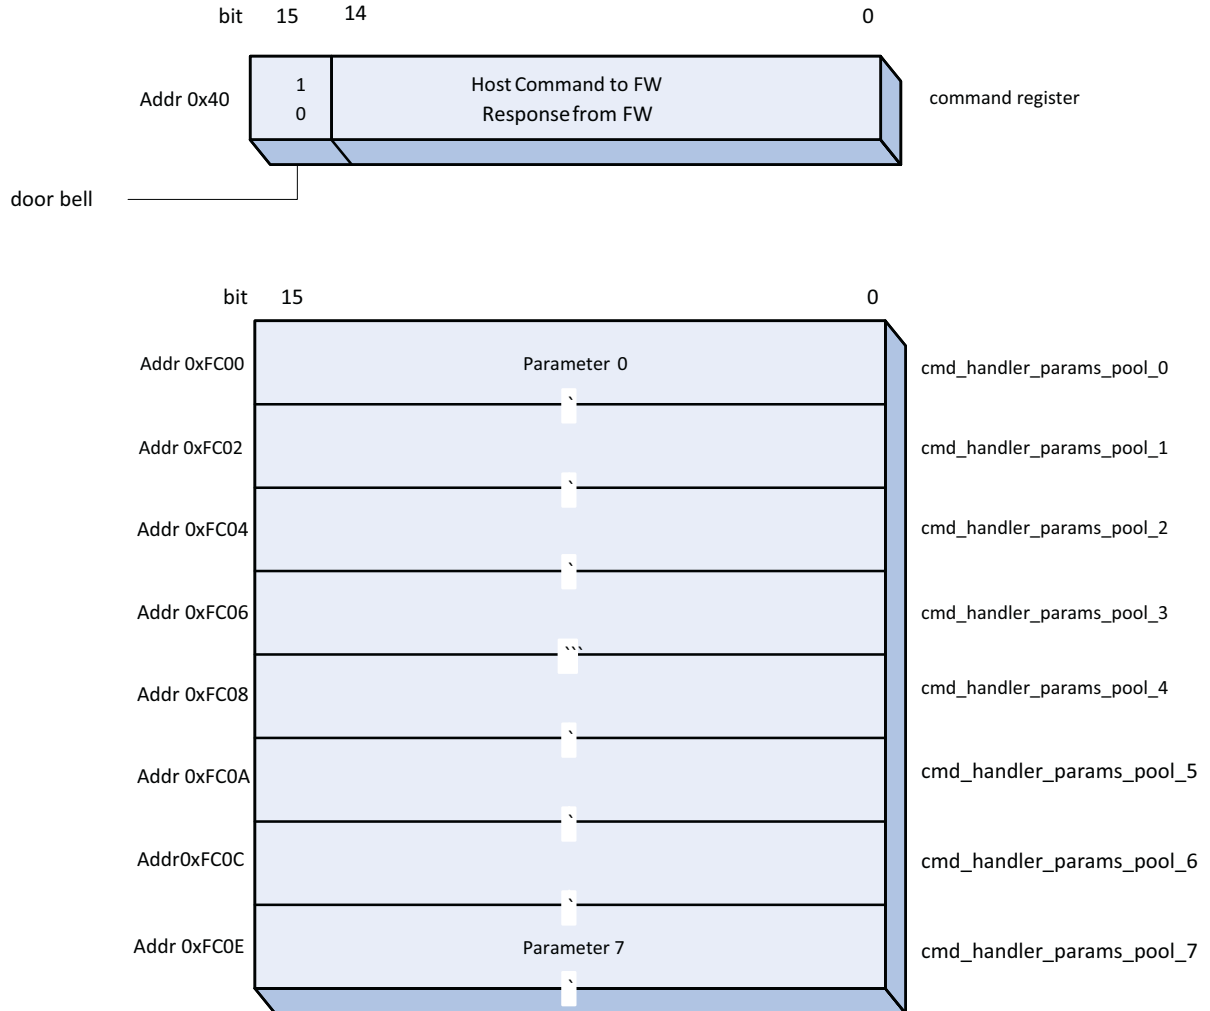 bit 15 14 0
Addr 0x40 1 Host Command to FW command register
0 Response from FW
door bell
bit 15 0
Addr 0xFC00 Parameter 0 cmd_handler_params_pool_0
`
Addr 0xFC02 cmd_handler_params_pool_1
`
Addr 0xFC04 cmd_handler_params_pool_2
`
Addr 0xFC06 cmd_handler_params_pool_3
```
Addr 0xFC08 cmd_handler_params_pool_4
`
Addr 0xFC0A cmd_handler_params_pool_5
`
Addr0xFC0C cmd_handler_params_pool_6
`
Addr 0xFC0E Parameter 7 cmd_handler_params_pool_7
`